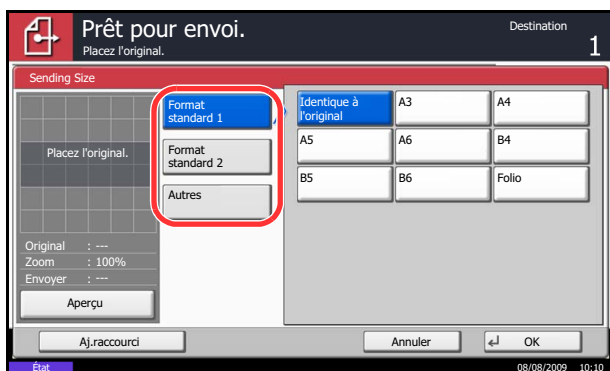 Prêt pour envoi.
Placez l'original.
Destination
1
Sending Size
Placez l'original.
Original : ---
Zoom : 100%
Envoyer : ---
Aperçu
Format
standard 1
Format
standard 2
Autres
Identique à
l'original
A3
A4
A5
A6
B4
B5
B6
Folio
Aj.raccourci
Annuler
OK
État
08/08/2009 10:10